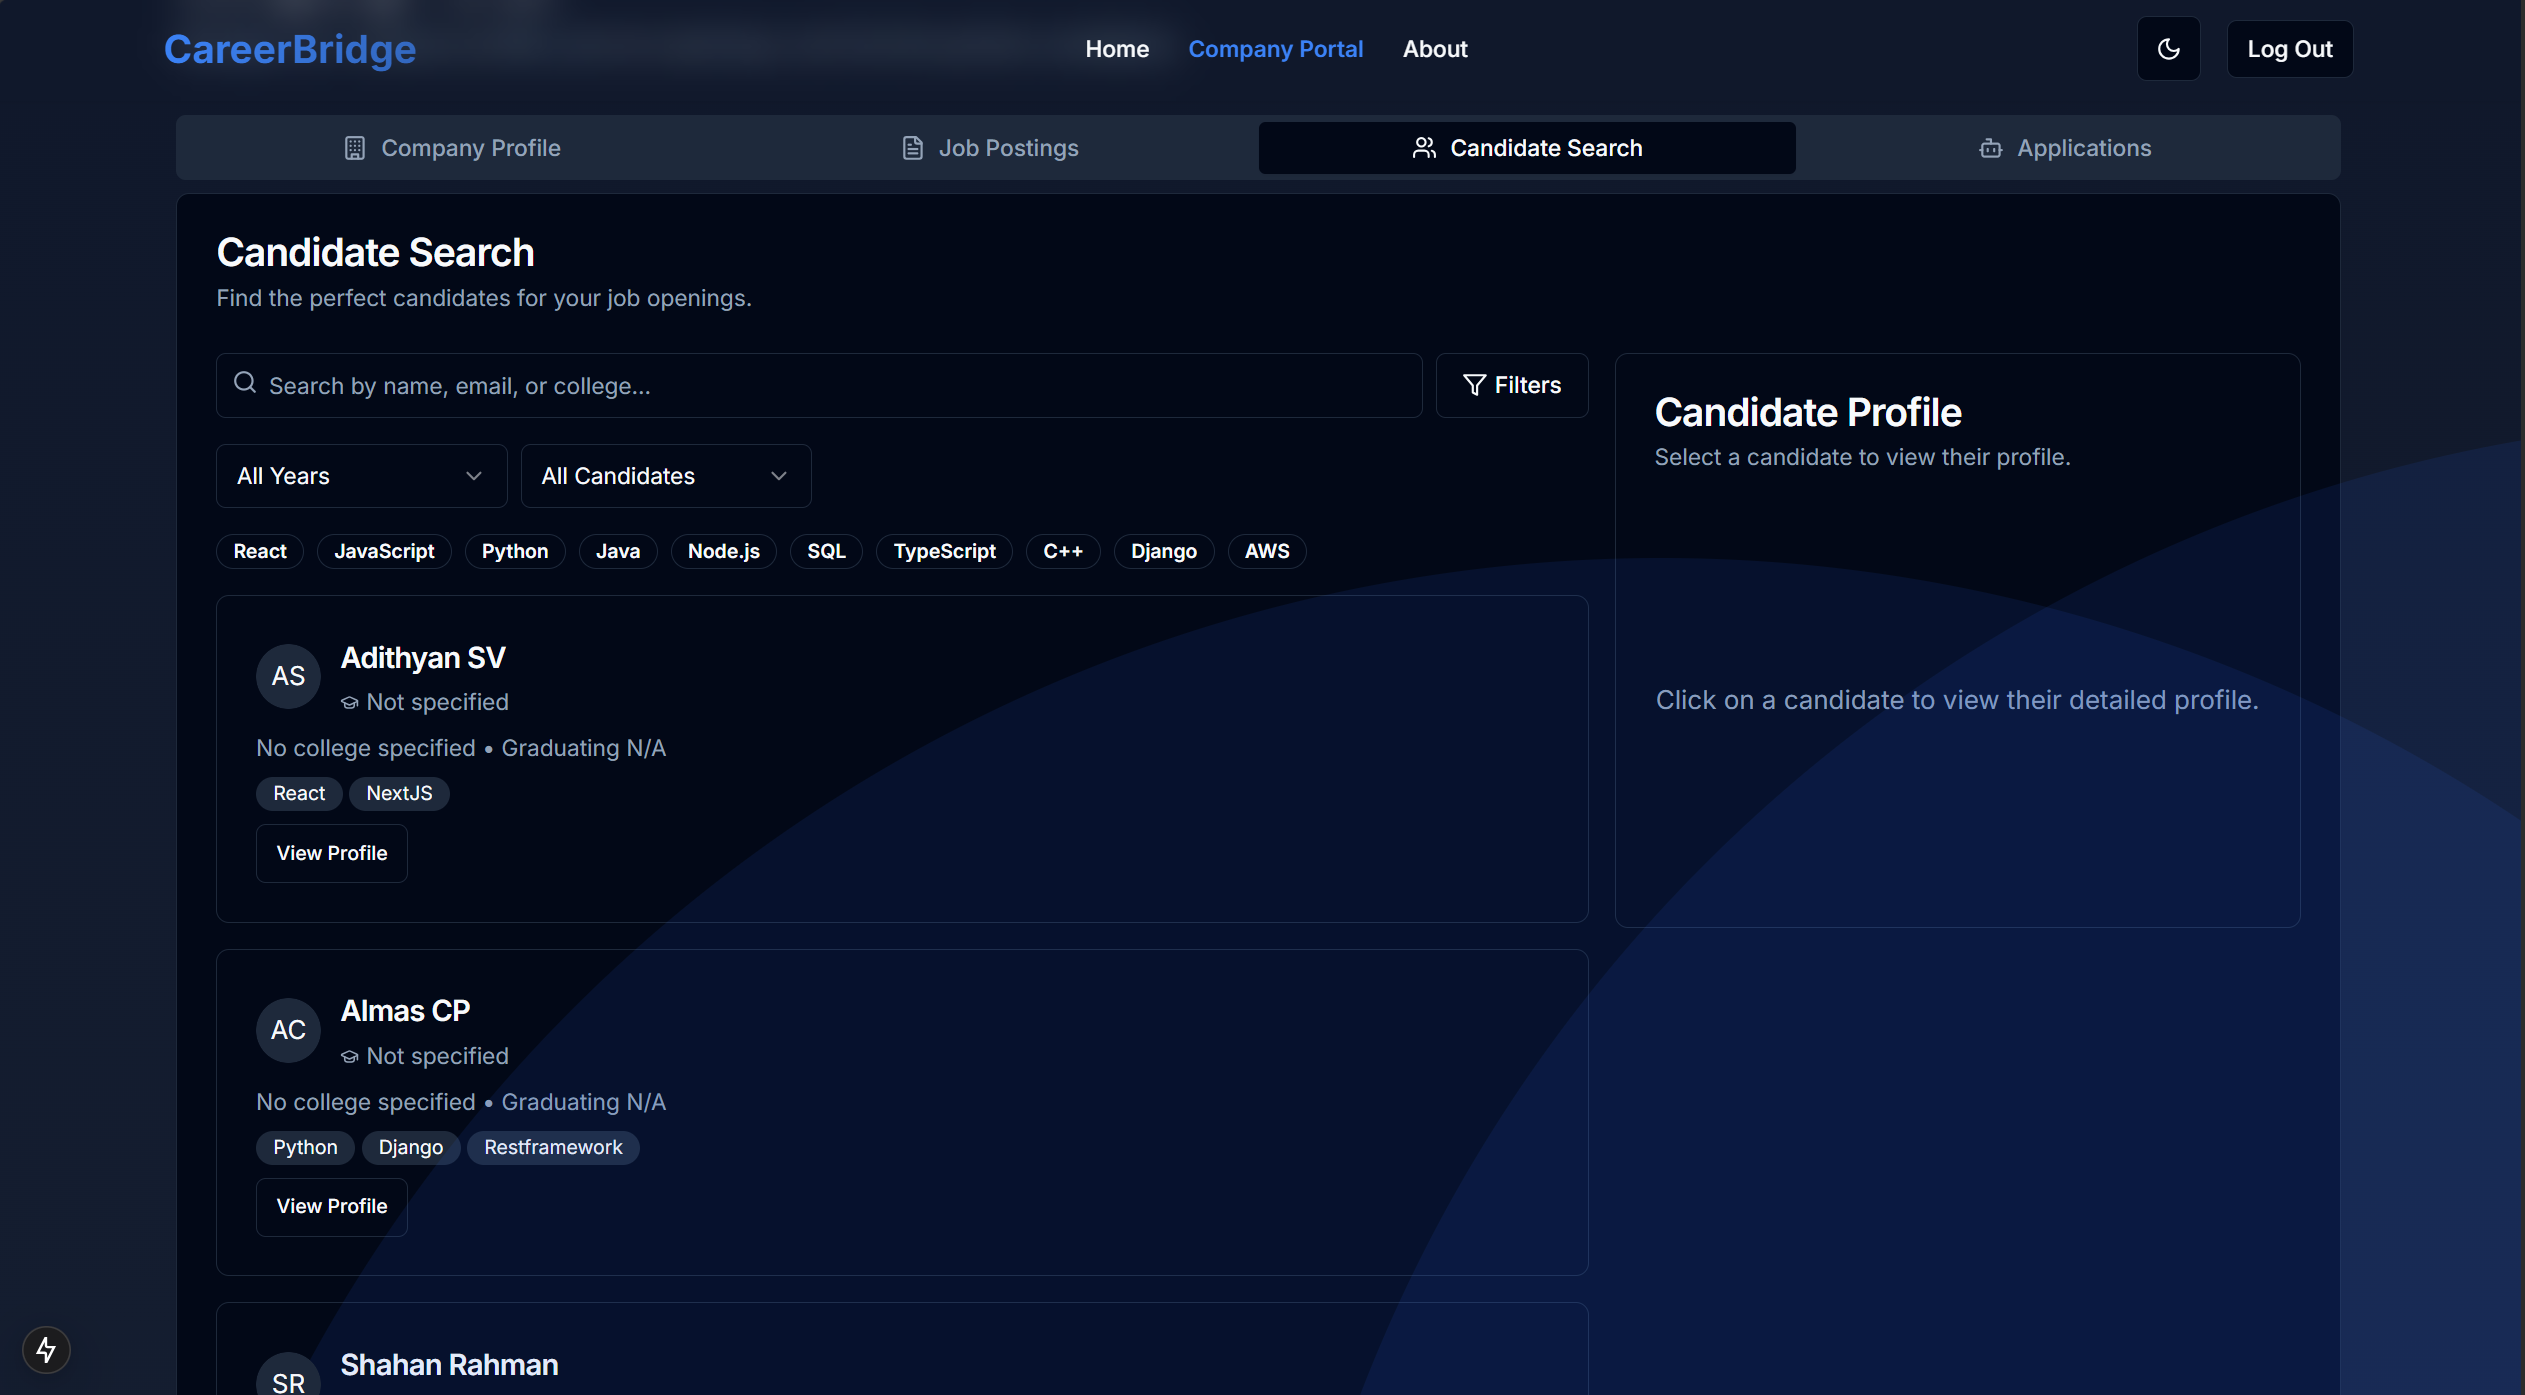 CareerBridge
Home
Company Portal
About
Log Out
Company Profile
Job Postings
Candidate Search
Applications
Candidate Search
Find the perfect candidates for your job openings.
Search by name, email, or college...
Filters
All Years
All Candidates
React
JavaScript
Python
Java
Node.js
SQL
TypeScript
C++
Django
AWS
AS
Adithyan SV
Not specified
No college specified • Graduating N/A
React
NextJS
View Profile
AC
Almas CP
Not specified
No college specified • Graduating N/A
Python
Django
Restframework
View Profile
SR
Shahan Rahman
Candidate Profile
Select a candidate to view their profile.
Click on a candidate to view their detailed profile.